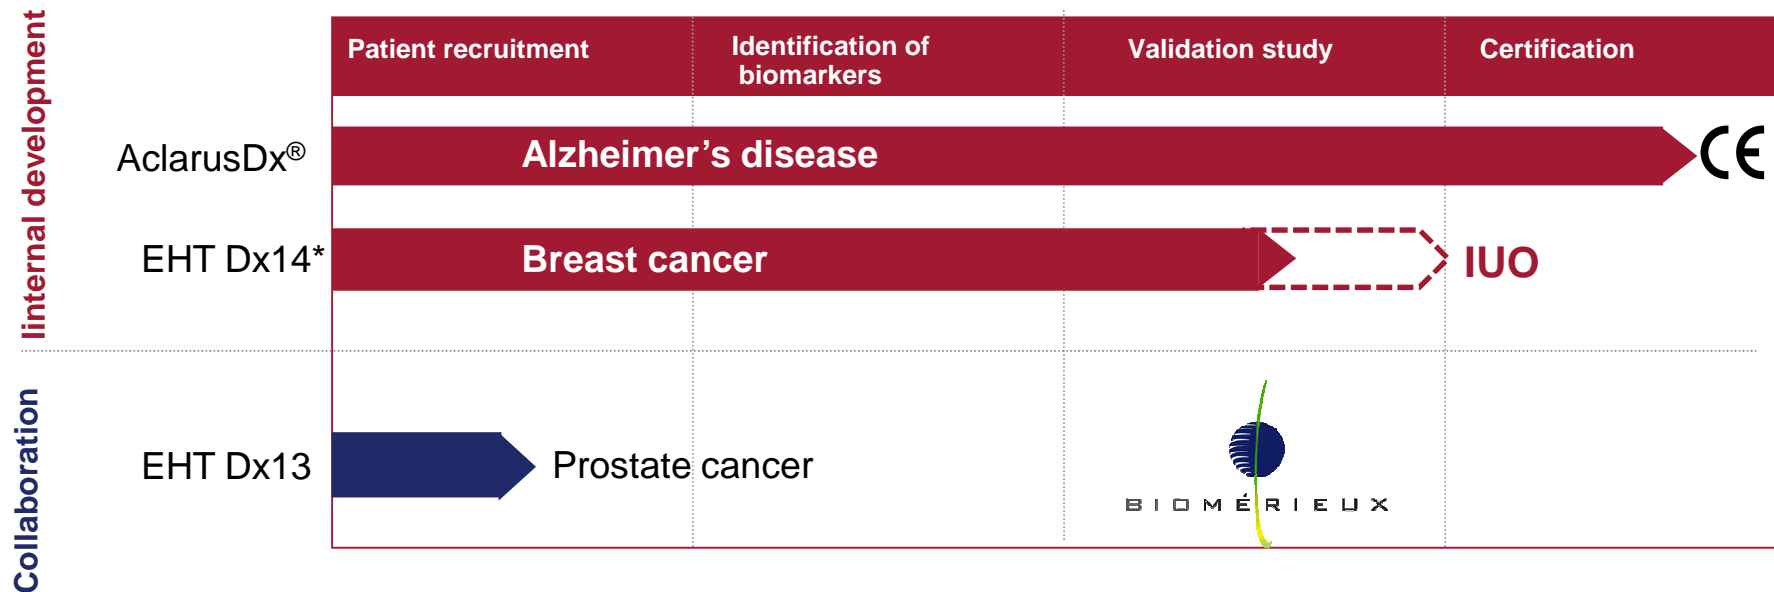 Patient recruitment
Identification of
biomarkers
Validation study
Certification
Iinternal development
AclarusDx®
Alzheimer’s disease
CE
EHT Dx14*
Breast cancer
IUO
Collaboration
EHT Dx13
Prostate cancer
BIOMÉRIEUX